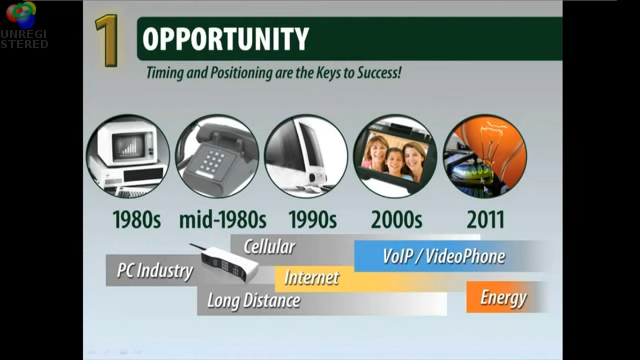 UNREGI
STERED
1 OPPORTUNITY
Timing and Positioning are the Keys to Success!
1980s mid-1980s 1990s 2000s 2011
Cellular
VoIP / VideoPhone
PC Industry
Internet
Long Distance
Energy